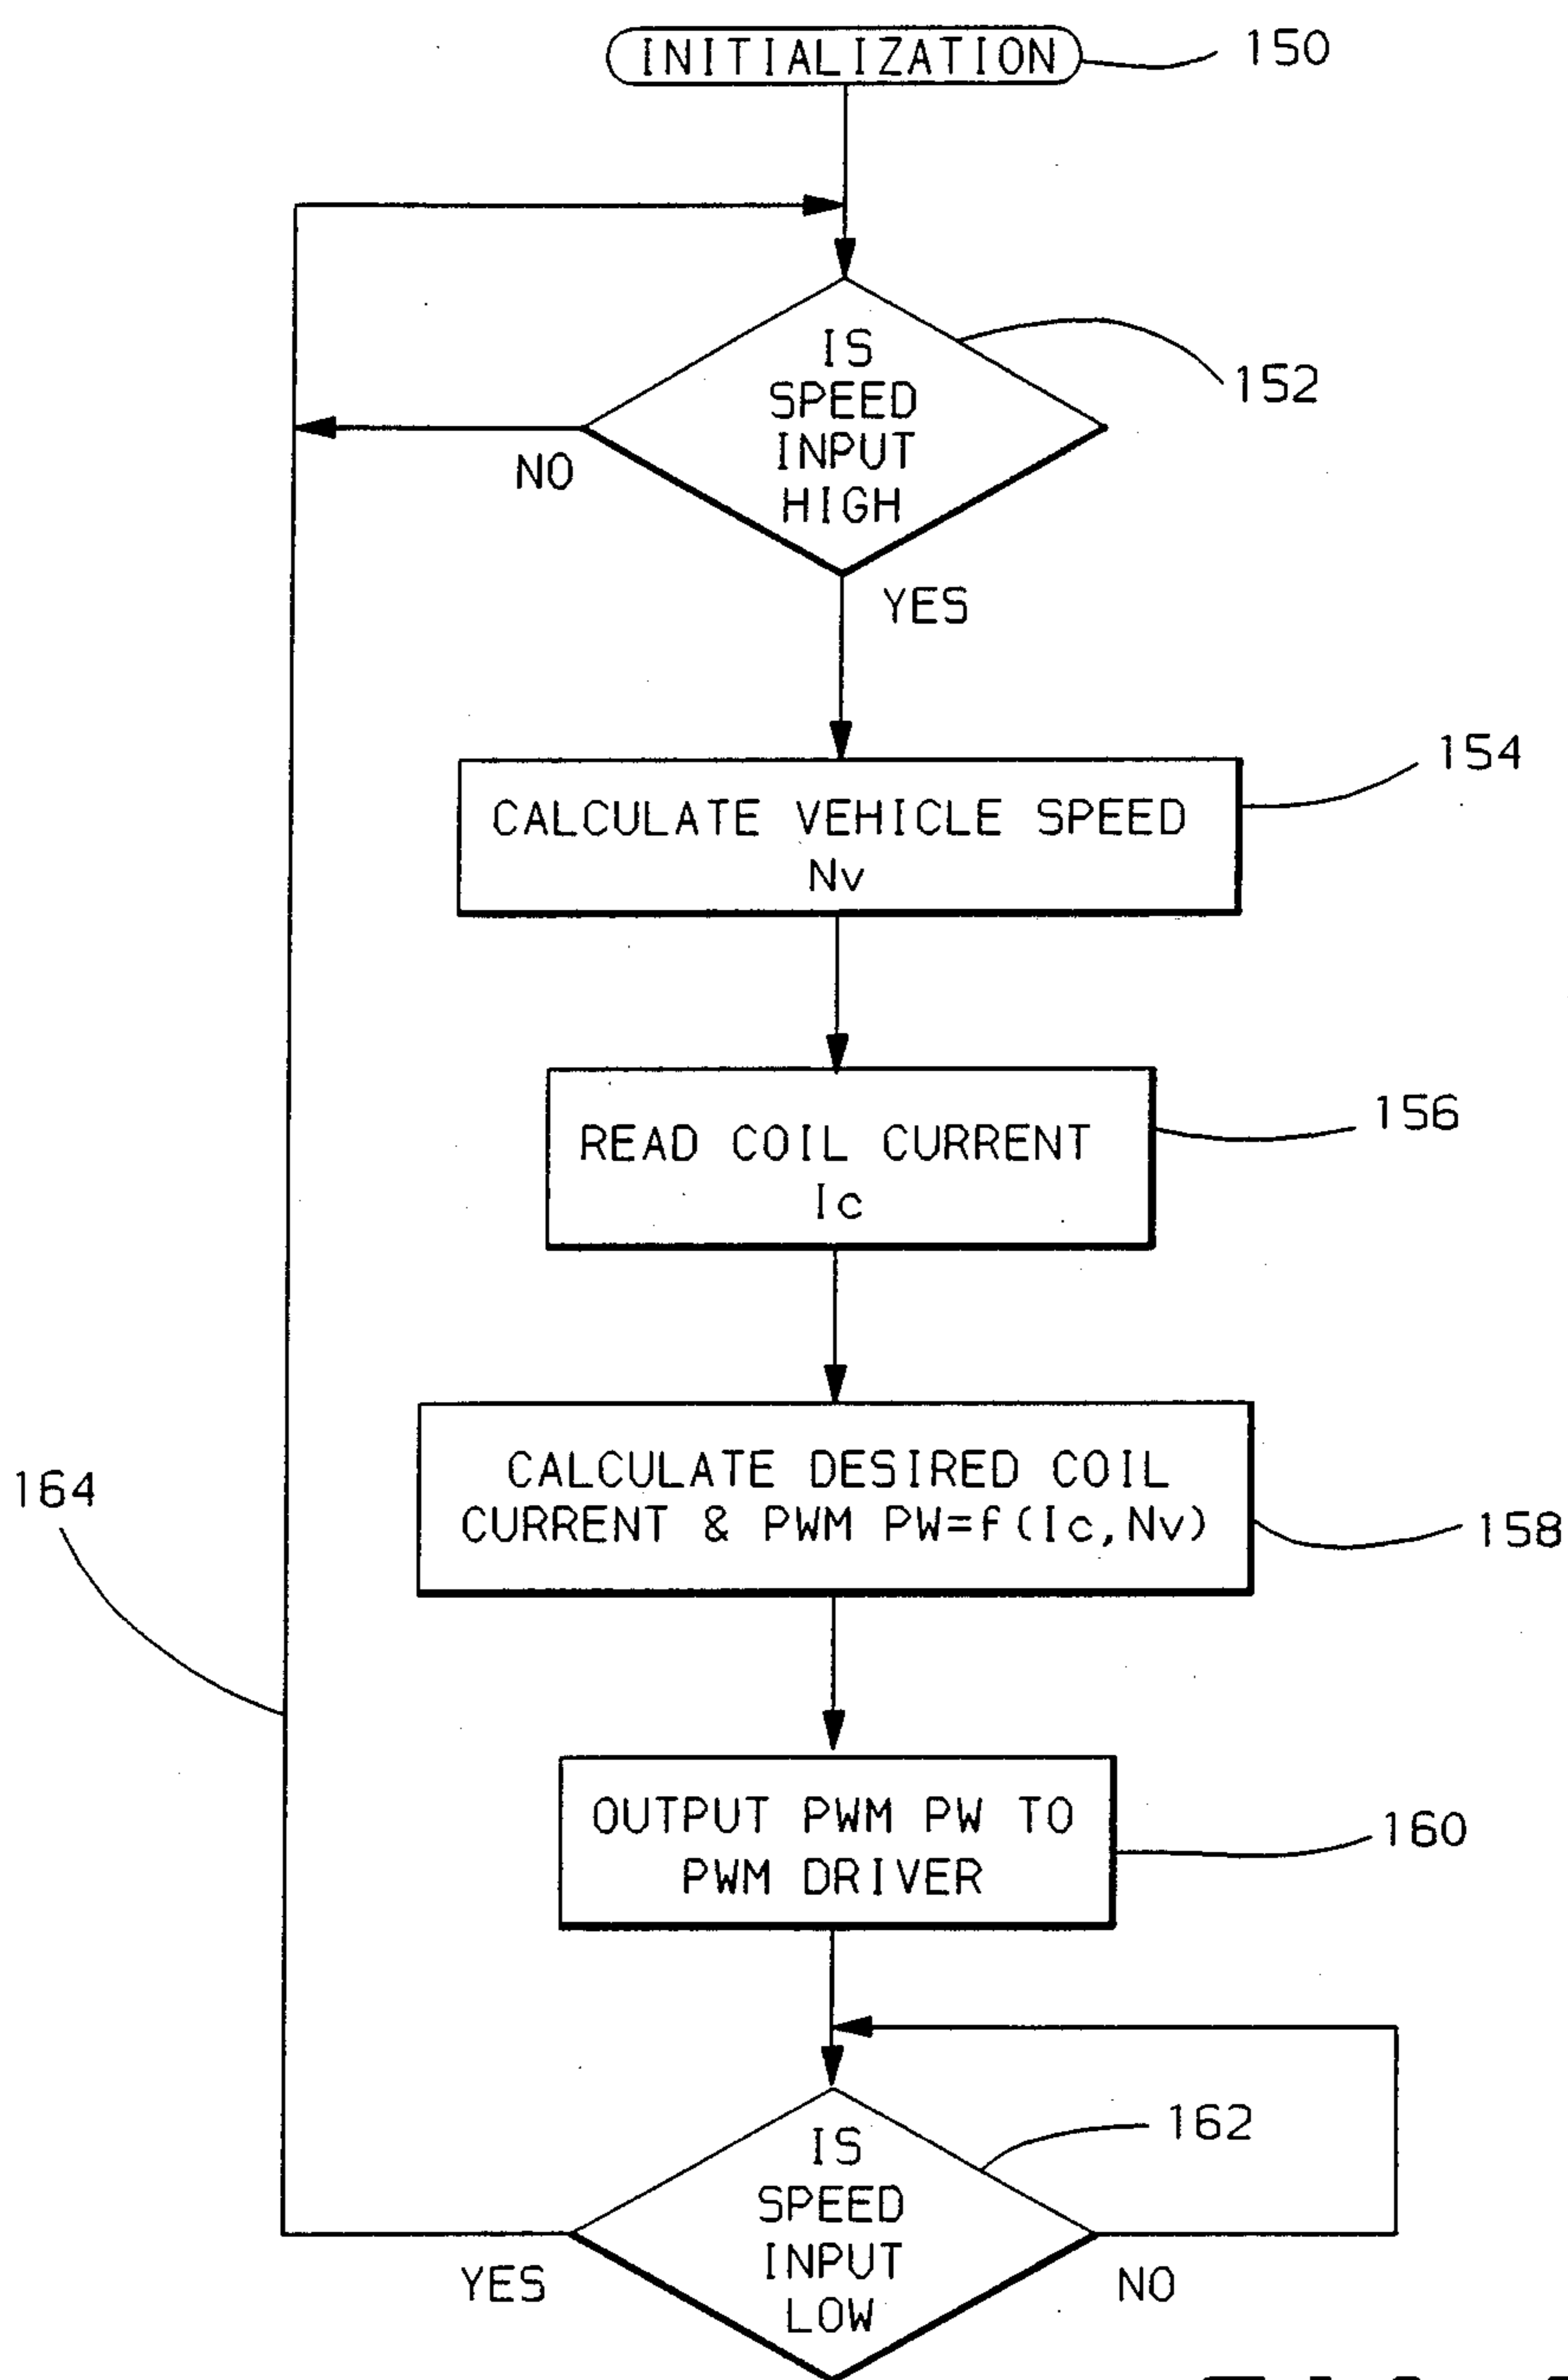 INITIALIZATION
150
IS
SPEED
INPUT
HIGH
152
NO
YES
154
CALCULATE VEHICLE SPEED
Nv
156
READ COIL CURRENT
Ic
164
CALCULATE DESIRED COIL
CURRENT & PWM PW=f(Ic,Nv)
158
OUTPUT PWM PW TO
PWM DRIVER
160
162
IS
SPEED
INPUT
LOW
YES
NO